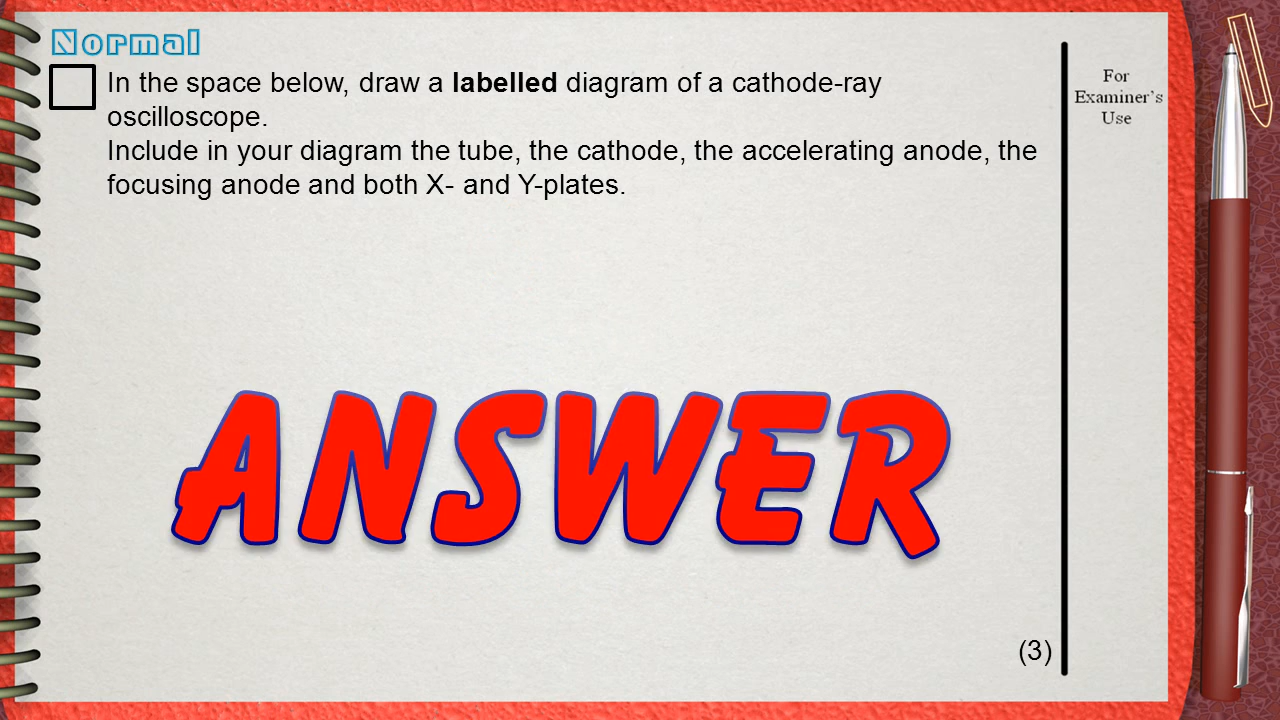 Normal
In the space below, draw a labelled diagram of a cathode-ray
oscilloscope.
Include in your diagram the tube, the cathode, the accelerating anode, the
focusing anode and both X- and Y-plates.
For
Examiner's
Use
ANSWER
(3)